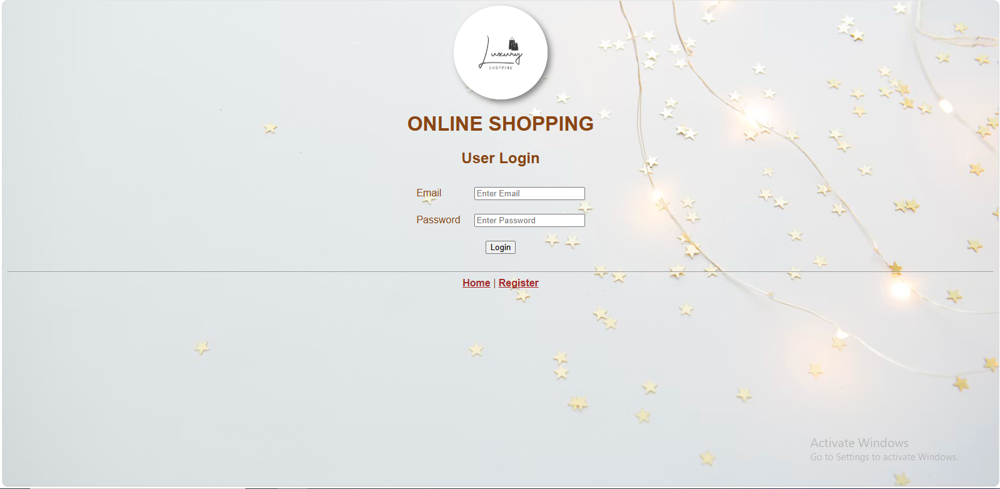 Luxury
SHOPPING
ONLINE SHOPPING
User Login
Email Enter Email
Password Enter Password
Login
Home | Register
Activate Windows
Go to Settings to activate Windows.